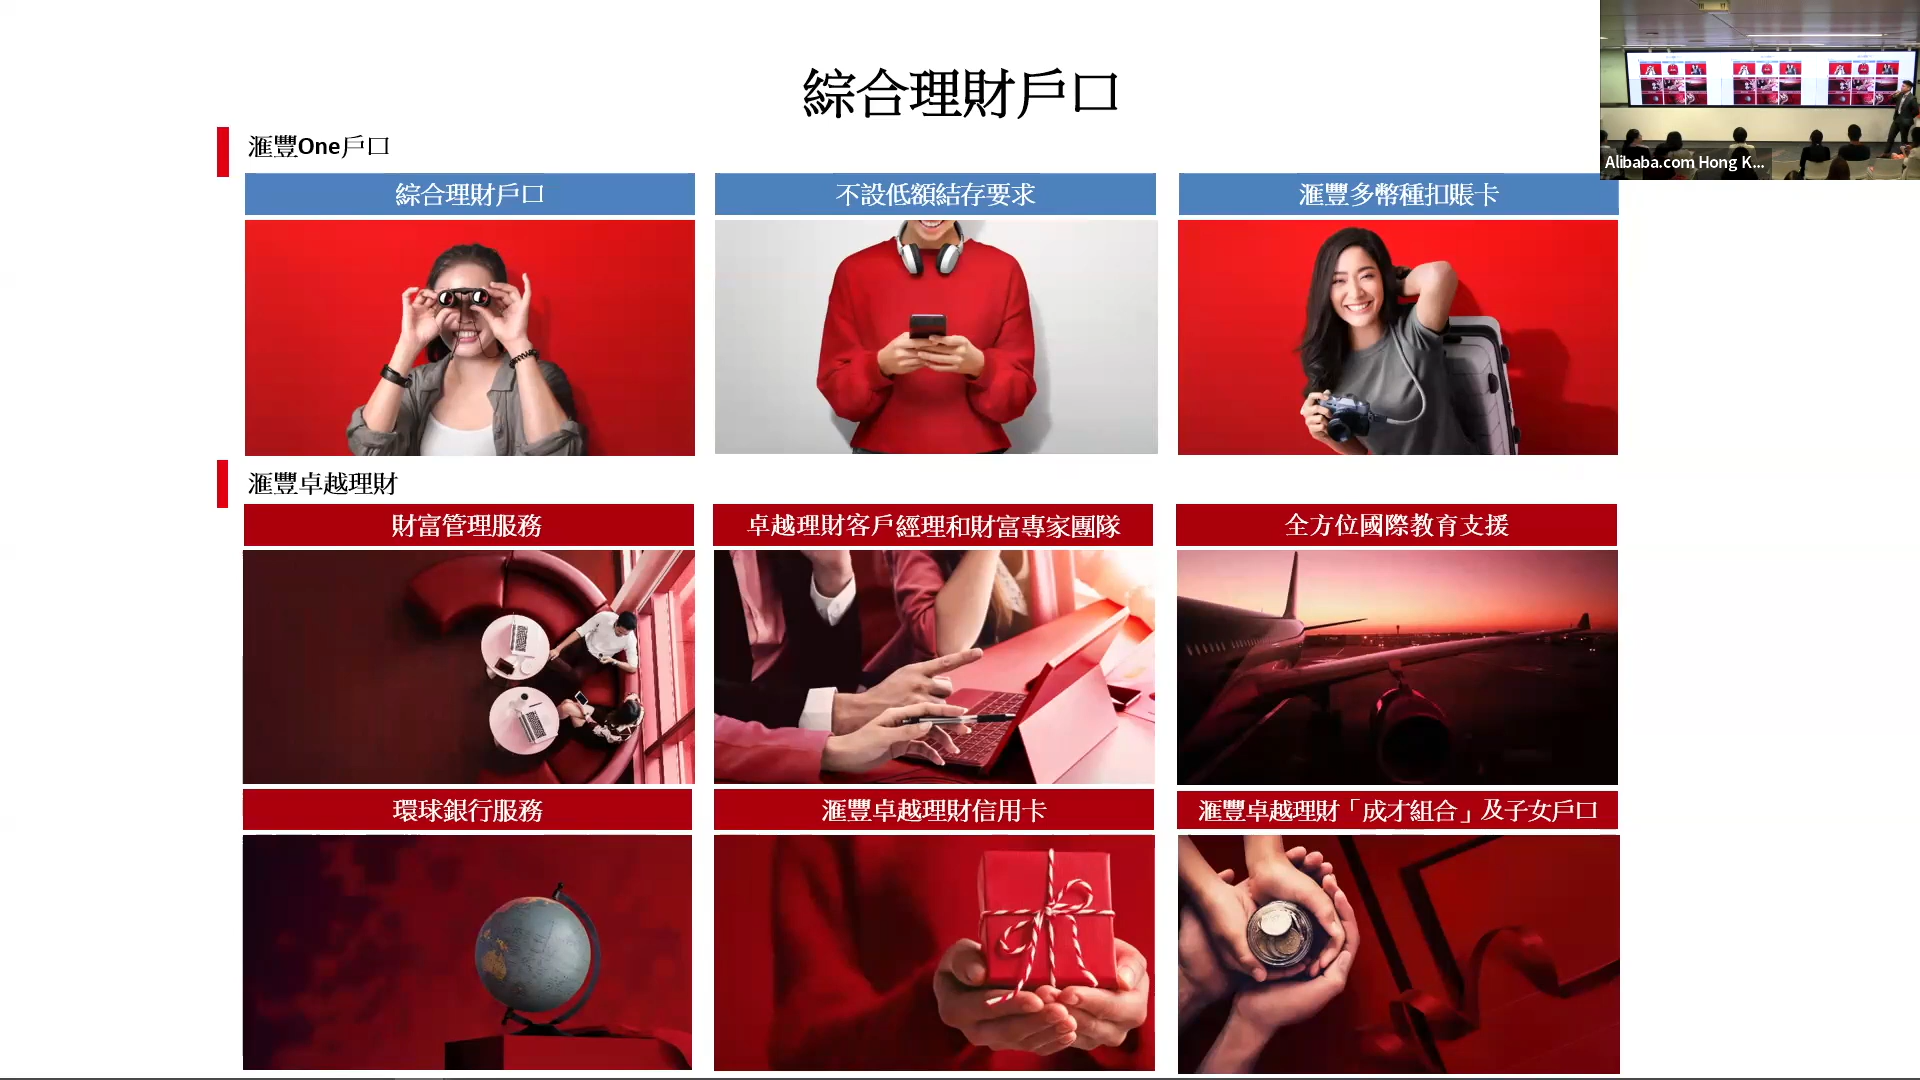 綜合理財戶口
Alibaba.com Hong K...
滙豐One戶口
綜合理財戶口
不設低額結存要求
滙豐多幣種扣賬卡
滙豐卓越理財
財富管理服務
卓越理財客戶經理和財富專家團隊
全方位國際教育支援
環球銀行服務
滙豐卓越理財信用卡
滙豐卓越理財「成才組合」及子女戶口